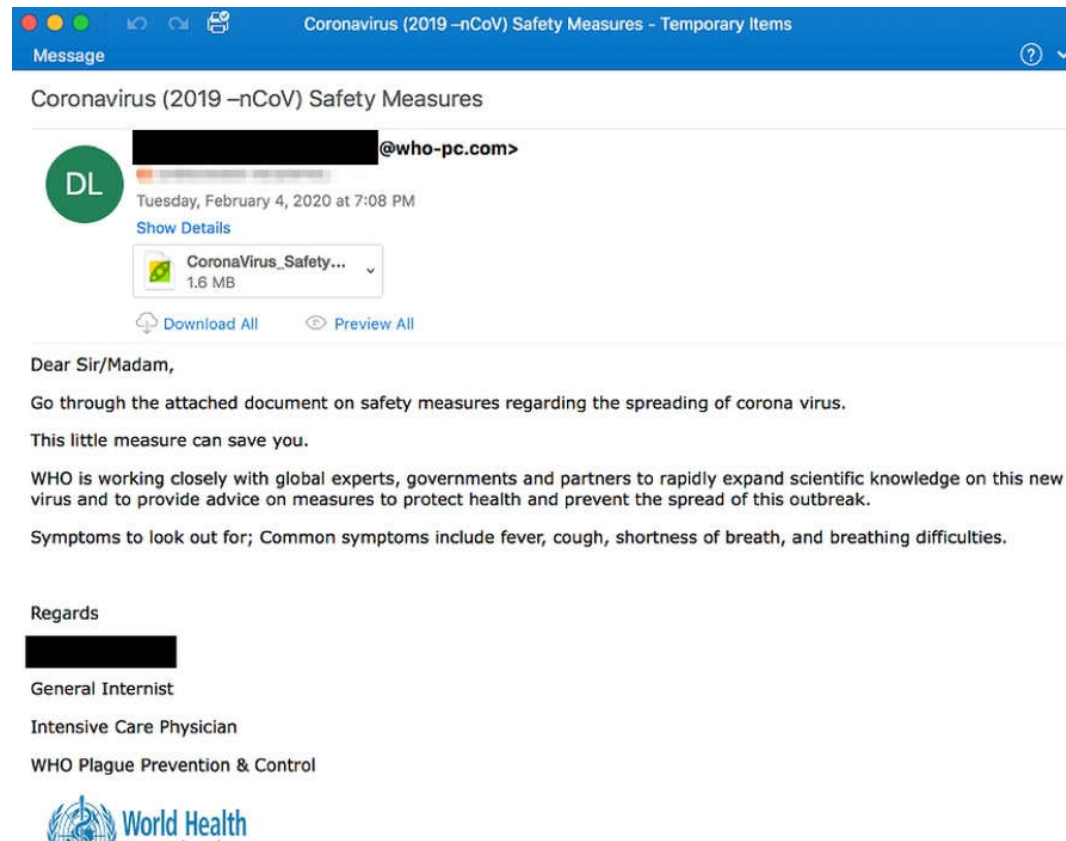 Coronavirus (2019 –nCoV) Safety Measures - Temporary Items
Message
Coronavirus (2019 –nCoV) Safety Measures
@who-pc.com>
DL
Tuesday, February 4, 2020 at 7:08 PM
Show Details
CoronaVirus_Safety...
1.6 MB
Download All Preview All
Dear Sir/Madam,
Go through the attached document on safety measures regarding the spreading of corona virus.
This little measure can save you.
WHO is working closely with global experts, governments and partners to rapidly expand scientific knowledge on this new
virus and to provide advice on measures to protect health and prevent the spread of this outbreak.
Symptoms to look out for; Common symptoms include fever, cough, shortness of breath, and breathing difficulties.
Regards
General Internist
Intensive Care Physician
WHO Plague Prevention & Control
World Health